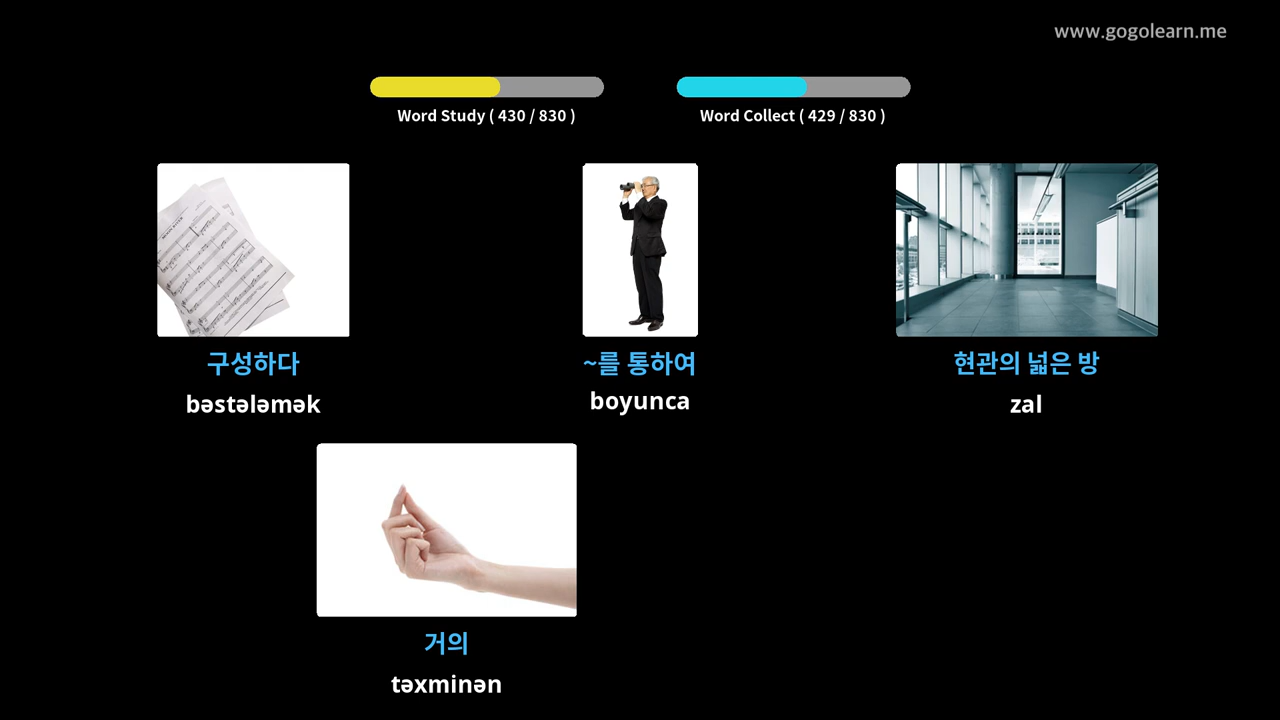 www.gogolearn.me
Word Study ( 430 / 830 )
Word Collect ( 429 / 830 )
구성하다
bəstələmək
~를 통하여
boyunca
현관의 넓은 방
zal
거의
təxminən